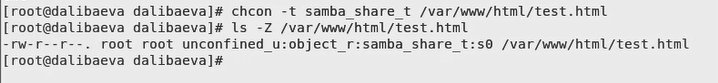 [root@dalibaeva dalibaeva]# chcon -t samba_share_t /var/www/html/test.html
[root@dalibaeva dalibaeva]# ls -Z /var/www/html/test.html
-rw-r--r--. root root unconfined_u:object_r:samba_share_t:s0 /var/www/html/test.html
[root@dalibaeva dalibaeva]#